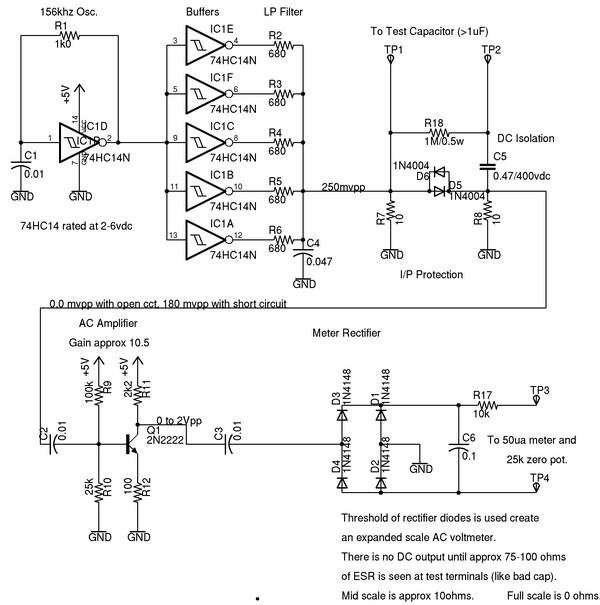 156khz Osc.
Buffers
LP Filter
R1
1k0
IC1E
3
4
74HC14N
R2
680
To Test Capacitor (>1uF)
TP1
TP2
+5V
14
IC1D
1
2
74HC14N
7
C1
0.01
GND
GND
IC1F
5
6
74HC14N
R3
680
IC1C
9
8
74HC14N
R4
680
R18
1M/0.5w
DC Isolation
C5
0.47/400vdc
1N4004
D6
D5
1N4004
IC1B
11
10
74HC14N
R5
680
250mvpp
R7
10
R8
10
GND
GND
74HC14 rated at 2-6vdc
IC1A
13
12
74HC14N
R6
680
C4
0.047
GND
I/P Protection
0.0 mvpp with open cct, 180 mvpp with short circuit
AC Amplifier
Gain approx 10.5
Meter Rectifier
+5V
100k
R9
+5V
2k2
R11
0 to 2Vpp
Q1
2N2222
C2
0.01
C3
0.01
25k
R10
100
R12
GND
GND
D3
1N4148
D1
1N4148
D4
1N4148
D2
1N4148
GND
R17
10k
C6
0.1
TP3
To 50ua meter and
25k zero pot.
TP4
Threshold of rectifier diodes is used create
an expanded scale AC voltmeter.
There is no DC output until approx 75-100 ohms
of ESR is seen at test terminals (like bad cap).
Mid scale is approx 10ohms.
Full scale is 0 ohms.